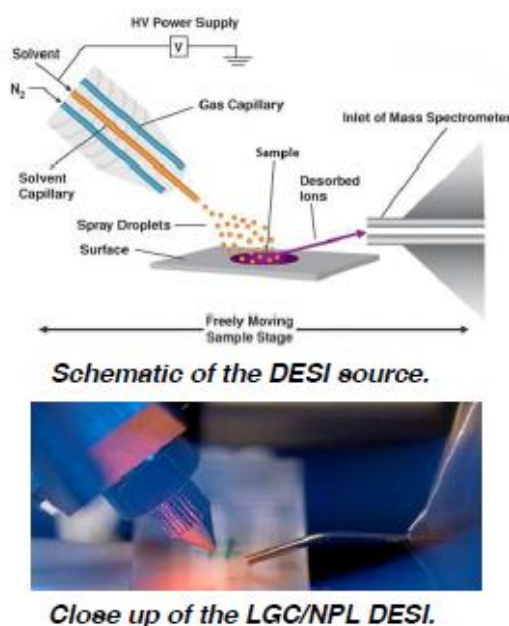 HV Power Supply
V
Solvent
N2
Gas Capillary
Solvent
Capillary
Sample
Inlet of Mass Spectrometer
Desorbed
Ions
Spray Droplets
Surface
Freely Moving
Sample Stage
Schematic of the DESI source.
Close up of the LGC/NPL DESI.